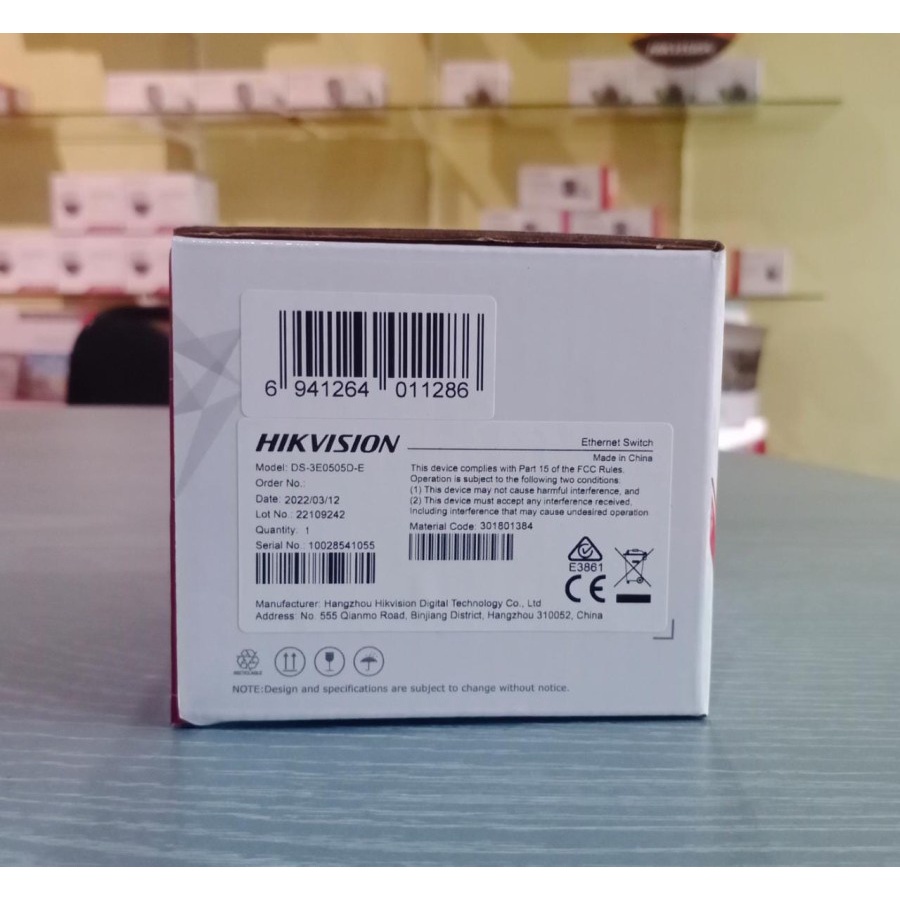 HIKVISION
6 941264 011286
HIKVISION
Ethernet Switch
Made in China
Model: DS-3E0505D-E
Order No.:
Date: 2022/03/12
Lot No.: 22109242
Quantity: 1
Serial No.: 10028541055
This device complies with Part 15 of the FCC Rules.
Operation is subject to the following two conditions:
(1) This device may not cause harmful interference, and
(2) This device must accept any interference received,
including interference that may cause undesired operation
Material Code: 301801384
E3861
CE
Manufacturer: Hangzhou Hikvision Digital Technology Co., Ltd
Address: No. 555 Qianmo Road, Binjiang District, Hangzhou 310052, China
RECYCLABLE
NOTE:Design and specifications are subject to change without notice.